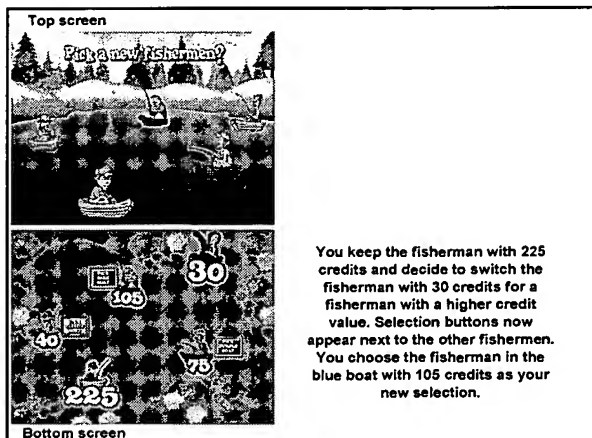 Top screen
Pick a new fishermen?
30
105
40
75
225
Bottom screen
You keep the fisherman with 225
credits and decide to switch the
fisherman with 30 credits for a
fisherman with a higher credit
value. Selection buttons now
appear next to the other fishermen.
You choose the fisherman in the
blue boat with 105 credits as your
new selection.